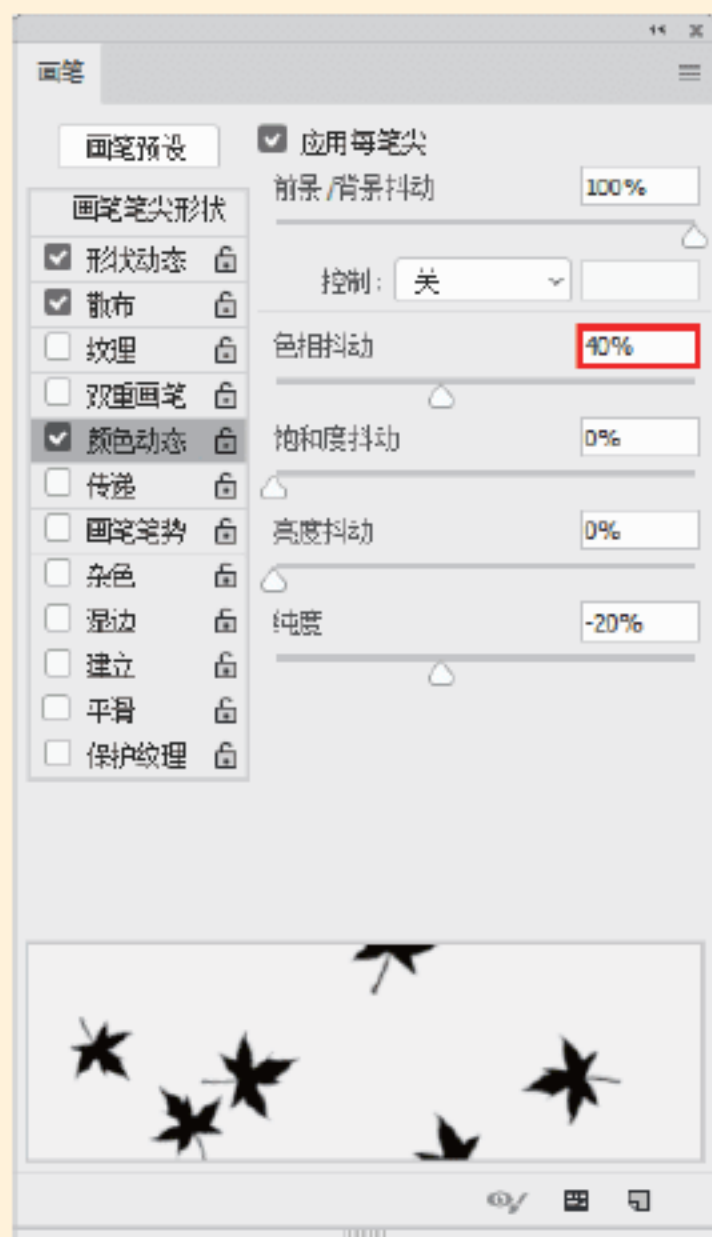 画笔
画笔预设
画笔笔尖形状
形状动态
散布
纹理
双重画笔
颜色动态
传递
画笔笔势
杂色
湿边
建立
平滑
保护纹理
应用每笔尖
前景/背景抖动 100%
控制: 关
色相抖动 40%
饱和度抖动 0%
亮度抖动 0%
纯度 -20%